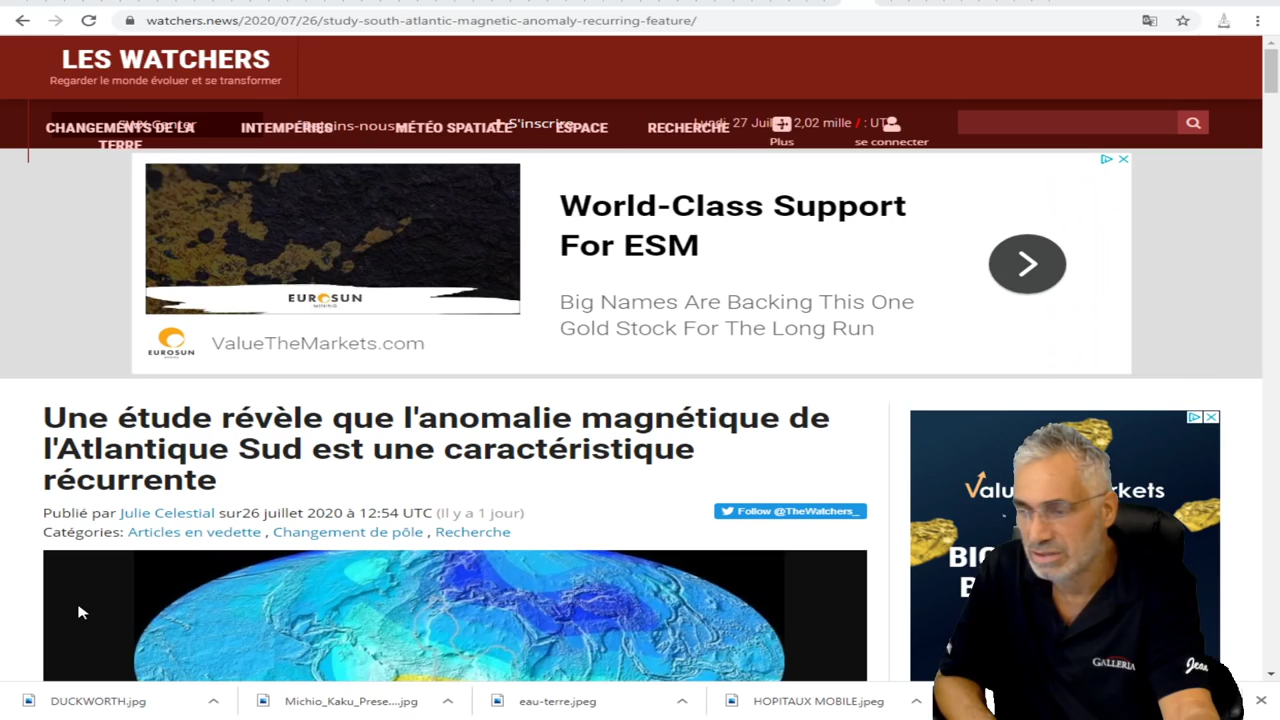 watchers.news/2020/07/26/study-south-atlantic-magnetic-anomaly-recurring-feature/
LES WATCHERS
Regarder le monde évoluer et se transformer
CHANGEMENTS DE LA TERRE
INTEMPÉRIES
MÉTÉO SPATIALE
S'inscrire
ESPACE
RECHERCHE
Plus
se connecter
World-Class Support
For ESM
Big Names Are Backing This One
Gold Stock For The Long Run
EUROSUN
MINING
EUROSUN
ValueTheMarkets.com
Une étude révèle que l'anomalie magnétique de
l'Atlantique Sud est une caractéristique
récurrente
Publié par Julie Celestial sur26 juillet 2020 à 12:54 UTC (Il y a 1 jour)
Follow @TheWatchers_
Catégories: Articles en vedette , Changement de pôle , Recherche
GALLERIA
Jean
DUCKWORTH.jpg
Michio_Kaku_Prese....jpg
eau-terre.jpeg
HOPITAUX MOBILE.jpeg